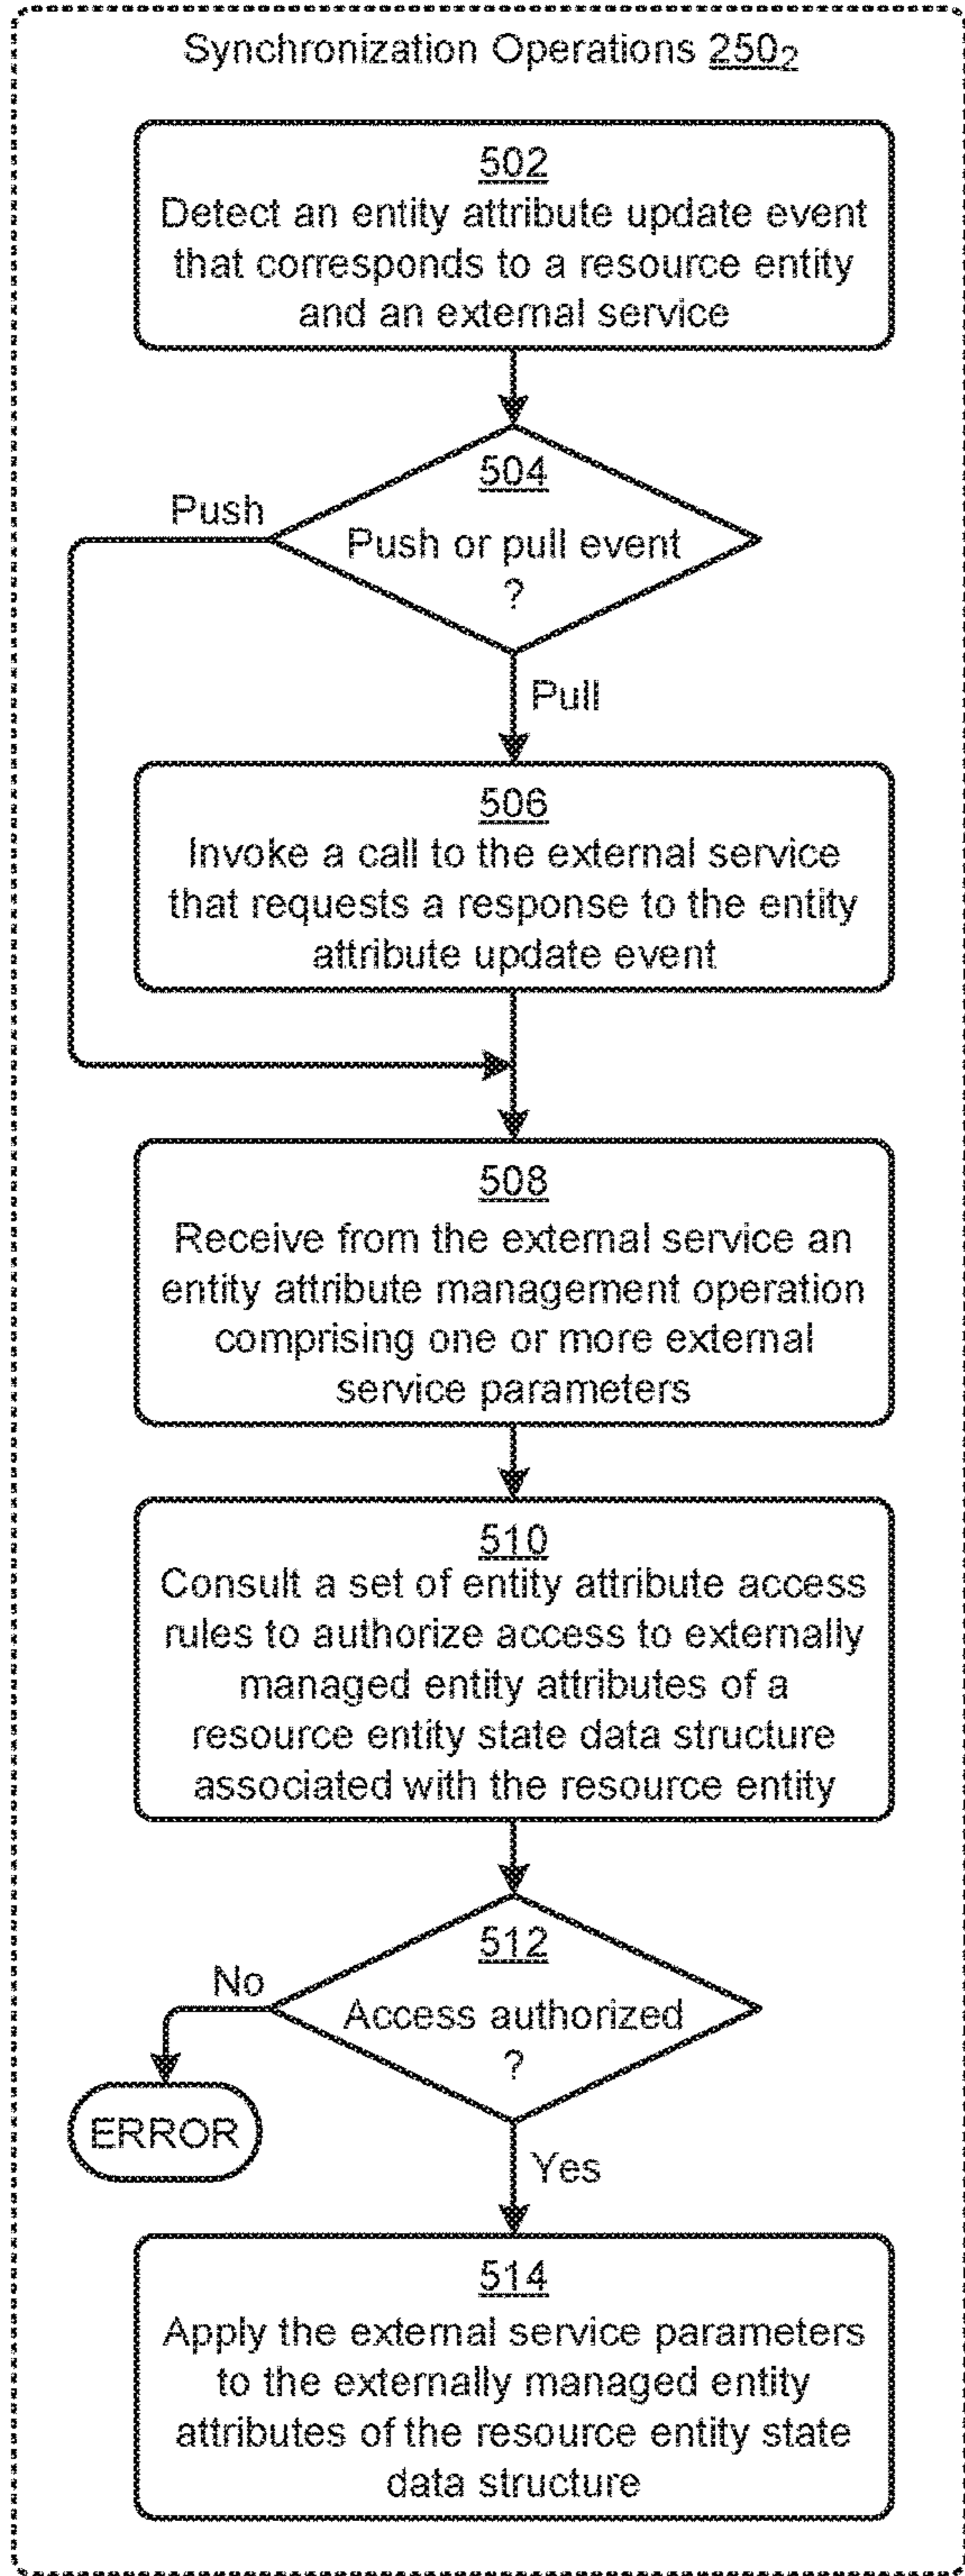 Synchronization Operations 250₂
502
Detect an entity attribute update event
that corresponds to a resource entity
and an external service
504
Push
Push or pull event
?
Pull
506
Invoke a call to the external service
that requests a response to the entity
attribute update event
508
Receive from the external service an
entity attribute management operation
comprising one or more external
service parameters
510
Consult a set of entity attribute access
rules to authorize access to externally
managed entity attributes of a
resource entity state data structure
associated with the resource entity
512
No
Access authorized
?
ERROR
Yes
514
Apply the external service parameters
to the externally managed entity
attributes of the resource entity state
data structure